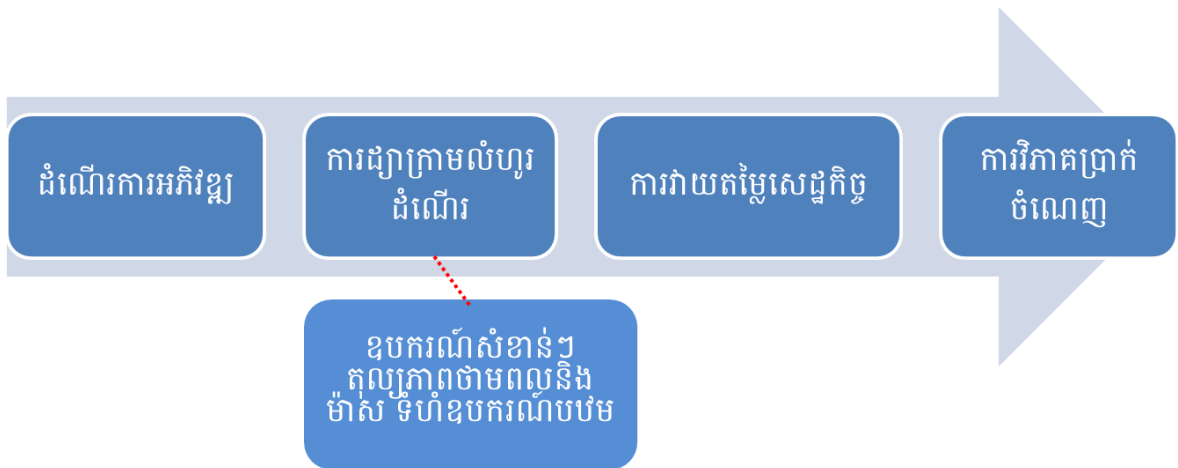 ដំណើរការអភិវឌ្ឍ
ការដ្យាក្រាមលំហូរ
ដំណើរ
ការវាយតម្លៃសេដ្ឋកិច្ច
ការវិភាគប្រាក់
ចំណេញ
ឧបករណ៍សំខាន់ៗ
តុល្យភាពថាមពលនិង
ម៉ាស ទំហំឧបករណ៍បឋម